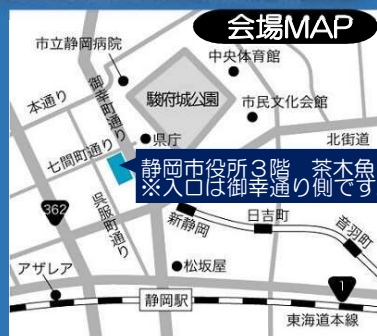 会場MAP
市立静岡病院
中央体育館
御幸町通り
本通り
駿府城公園
市民文化会館
県庁
北街道
七間町通り
静岡市役所3階 茶木魚
※入口は御幸通り側です
呉服町通り
362
新静岡
日吉町
音羽町
アザレア
松坂屋
1
静岡駅
東海道本線